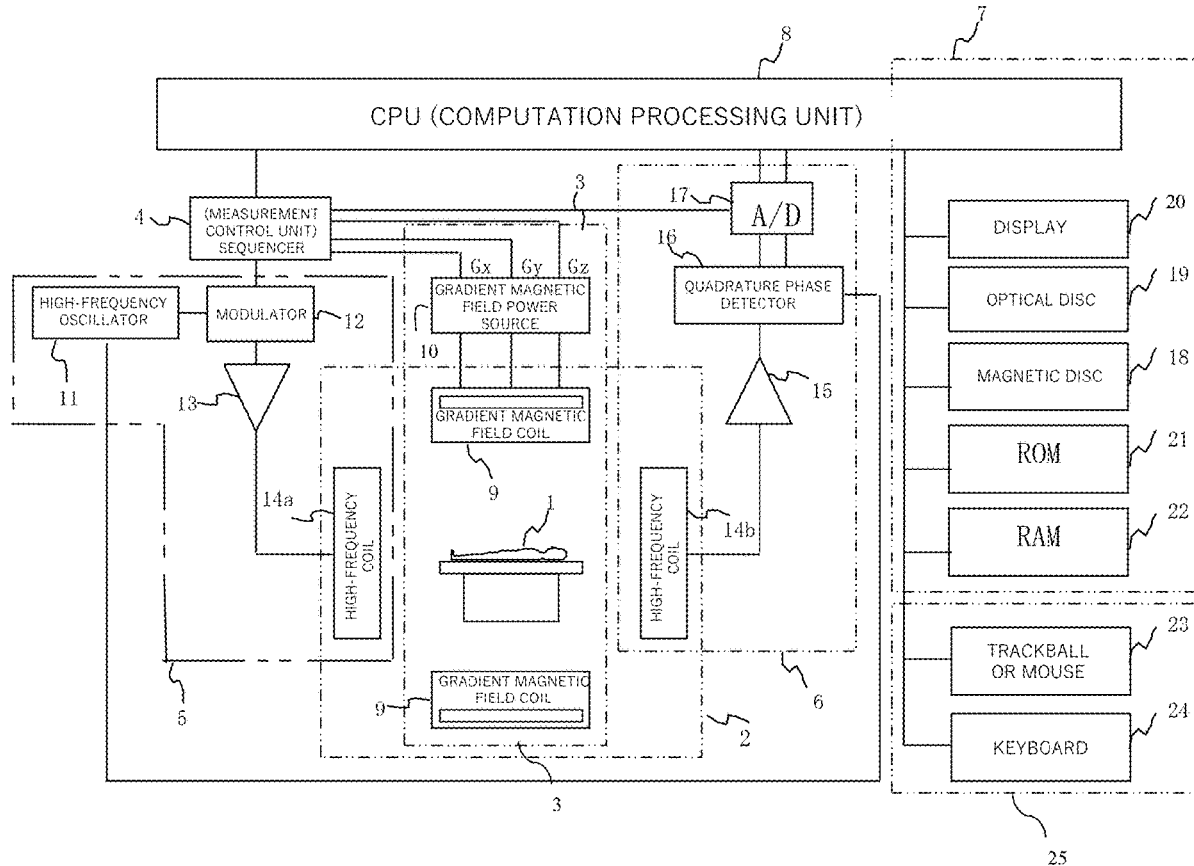 7
8
CPU (COMPUTATION PROCESSING UNIT)
3
17
A/D
4
(MEASUREMENT
CONTROL UNIT)
SEQUENCER
20
DISPLAY
16
Gx
Gy
Gz
QUADRATURE PHASE
DETECTOR
19
OPTICAL DISC
HIGH-FREQUENCY
OSCILLATOR
MODULATOR
12
GRADIENT MAGNETIC
FIELD POWER
SOURCE
10
11
13
15
18
MAGNETIC DISC
GRADIENT MAGNETIC
FIELD COIL
9
21
ROM
14a
HIGH-FREQUENCY
COIL
1
HIGH-FREQUENCY
COIL
14b
22
RAM
23
TRACKBALL
OR MOUSE
5
6
9
GRADIENT MAGNETIC
FIELD COIL
2
24
KEYBOARD
3
25